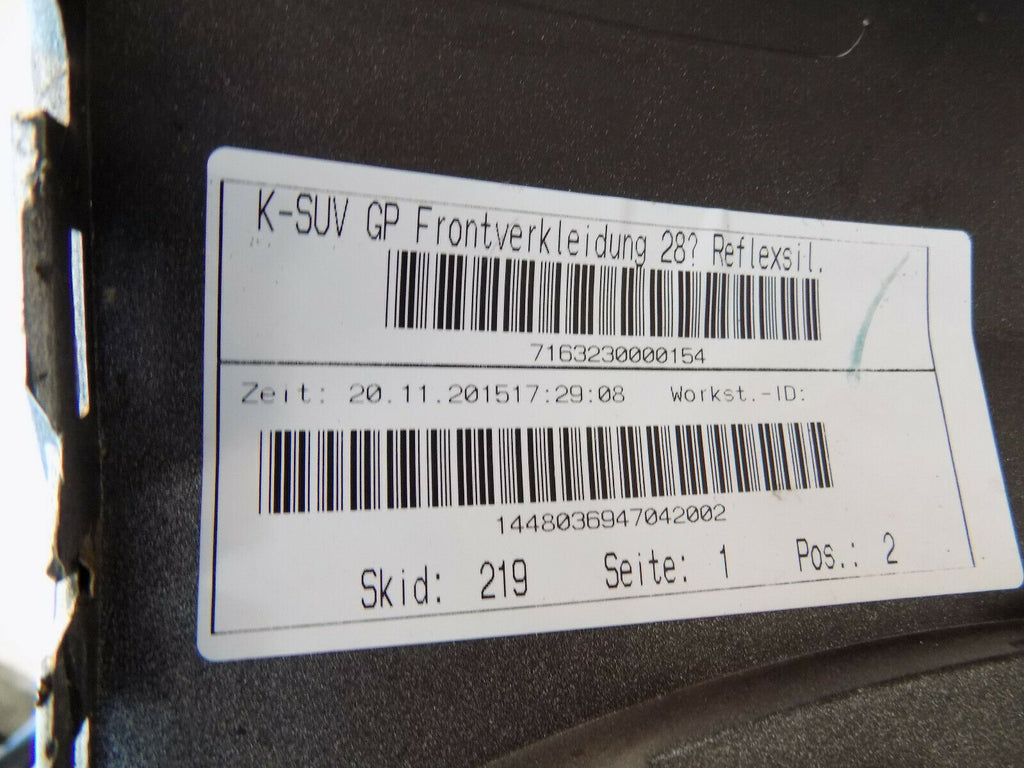 K-SUV GP Frontverkleidung 28? Reflexsil.
7163230000154
Zeit: 20.11.201517:29:08 Workst.-ID:
1448036947042002
Skid: 219 Seite: 1 Pos.: 2